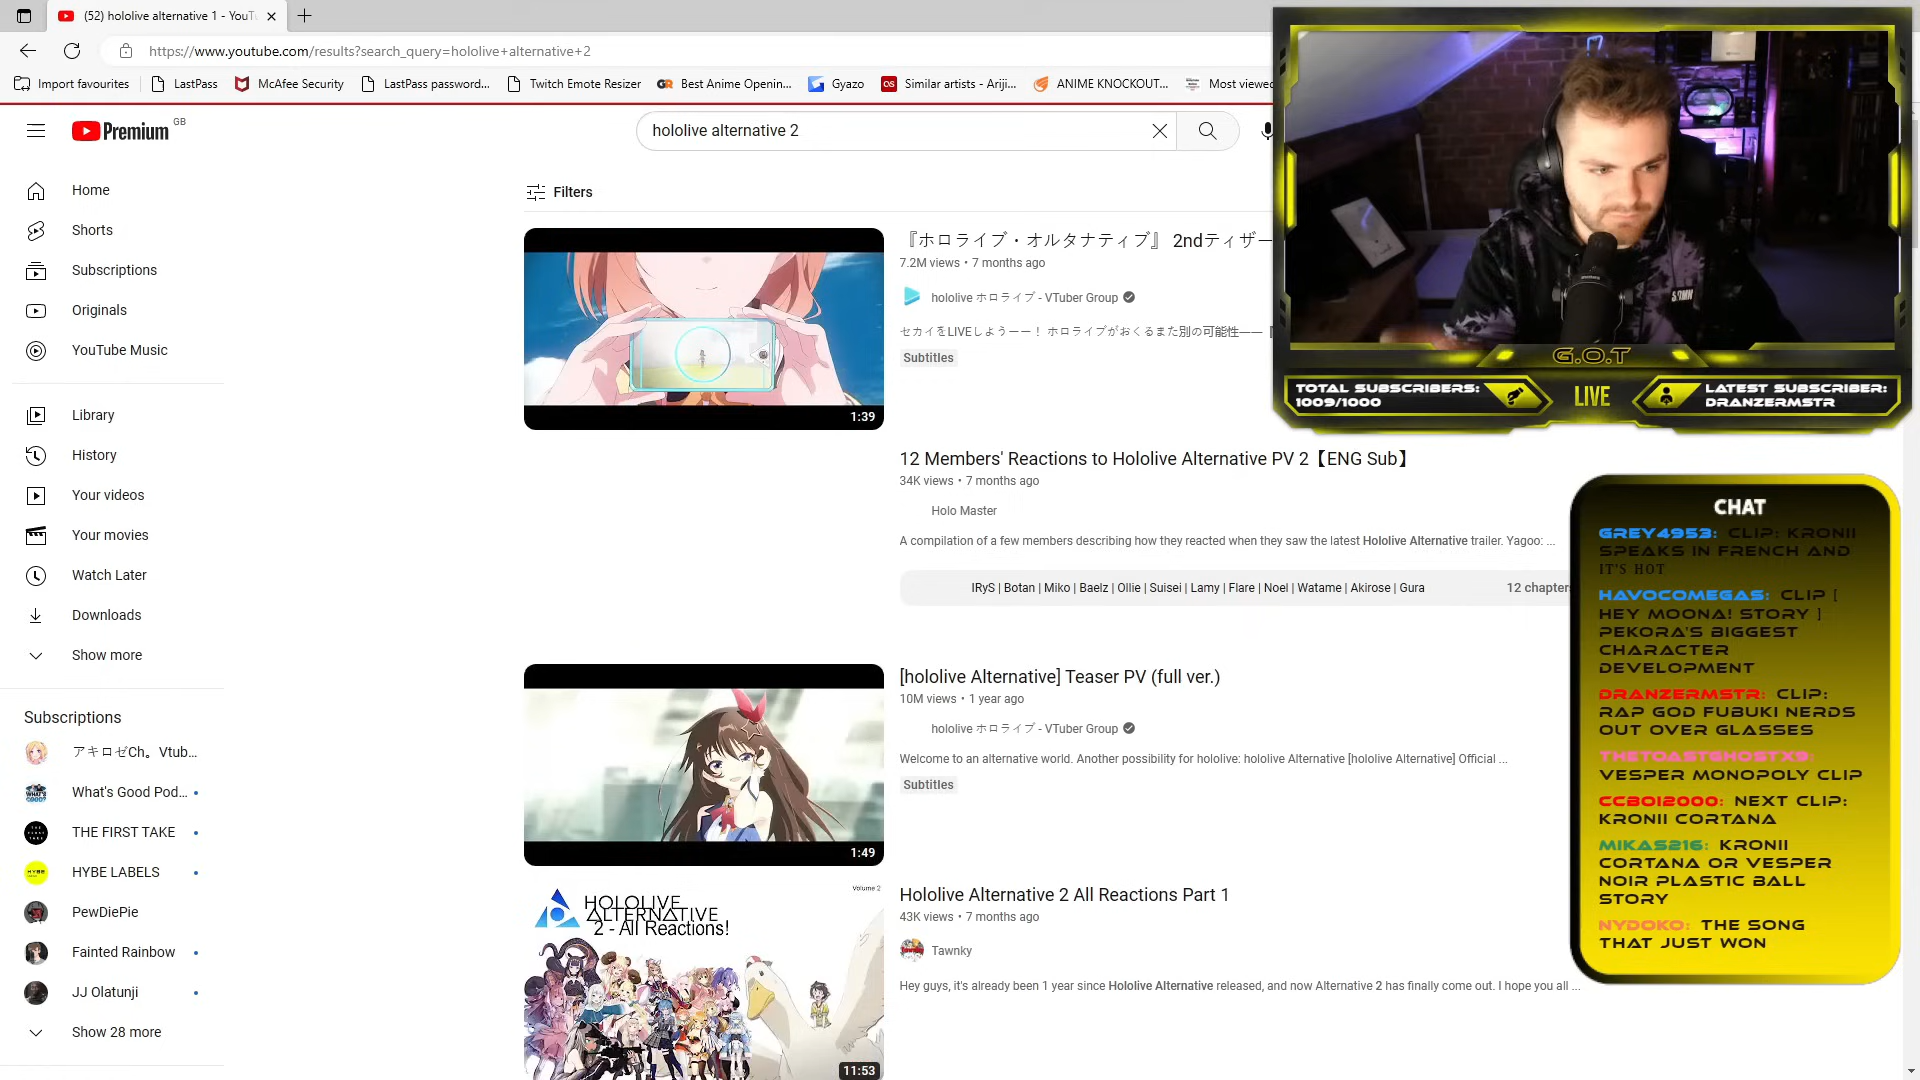 (52) hololive alternative 1 - YouT
https://www.youtube.com/results?search_query=hololive+alternative+2
Import favourites
LastPass
McAfee Security
LastPass password...
Twitch Emote Resizer
Best Anime Openin...
Gyazo
Similar artists - Ariji...
ANIME KNOCKOUT...
Most viewed
Premium GB
hololive alternative 2
Home
Shorts
Subscriptions
Originals
YouTube Music
Library
History
Your videos
Your movies
Watch Later
Downloads
Show more
Subscriptions
アキロゼCh。Vtub...
What's Good Pod...
THE FIRST TAKE
HYBE LABELS
PewDiePie
Fainted Rainbow
JJ Olatunji
Show 28 more
Filters
『ホロライブ・オルタナティブ』 2ndティザー
7.2M views • 7 months ago
hololive ホロライブ - VTuber Group
セカイをLIVEしようーー！ ホロライブがおくるまた別の可能性——『
Subtitles
1:39
12 Members' Reactions to Hololive Alternative PV 2【ENG Sub】
34K views • 7 months ago
Holo Master
A compilation of a few members describing how they reacted when they saw the latest Hololive Alternative trailer. Yagoo: ...
IRyS | Botan | Miko | Baelz | Ollie | Suisei | Lamy | Flare | Noel | Watame | Akirose | Gura
12 chapters
[hololive Alternative] Teaser PV (full ver.)
10M views • 1 year ago
hololive ホロライブ - VTuber Group
Welcome to an alternative world. Another possibility for hololive: hololive Alternative [hololive Alternative] Official ...
Subtitles
1:49
Volume 2
HOLOLIVE
ALTERNATIVE
2 - All Reactions!
11:53
Hololive Alternative 2 All Reactions Part 1
43K views • 7 months ago
Tawnky
Hey guys, it's already been 1 year since Hololive Alternative released, and now Alternative 2 has finally come out. I hope you all ...
G.O.T
TOTAL SUBSCRIBERS:
1009/1000
LIVE
LATEST SUBSCRIBER:
DRANZERMSTR
CHAT
GREY4953: CLIP: KRONII
SPEAKS IN FRENCH AND
IT'S HOT
HAVOCOMEGAS: CLIP [
HEY MOONA! STORY ]
PEKORA'S BIGGEST
CHARACTER
DEVELOPMENT
DRANZERMSTR: CLIP:
RAP GOD FUBUKI NERDS
OUT OVER GLASSES
THETOASTGHOSTX9:
VESPER MONOPOLY CLIP
CCBOI2000: NEXT CLIP:
KRONII CORTANA
MIKAS216: KRONII
CORTANA OR VESPER
NOIR PLASTIC BALL
STORY
NYDOKO: THE SONG
THAT JUST WON